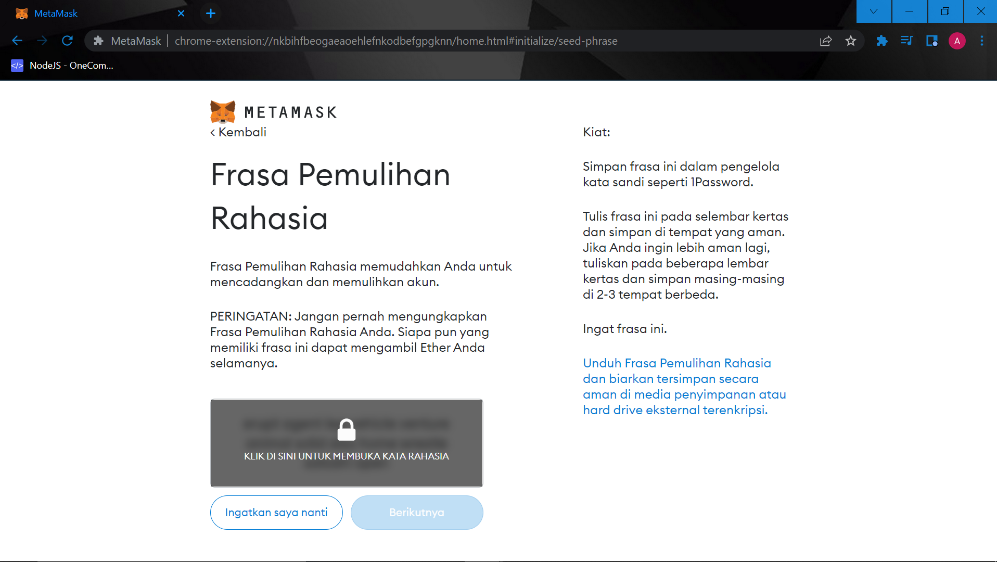 MetaMask
MetaMask
chrome-extension://nkbihfbeogaeaoehlefnkodbefgpgknn/home.html#initialize/seed-phrase
A
</> NodeJS - OneCom...
METAMASK
< Kembali
Frasa Pemulihan
Rahasia
Frasa Pemulihan Rahasia memudahkan Anda untuk
mencadangkan dan memulihkan akun.
PERINGATAN: Jangan pernah mengungkapkan
Frasa Pemulihan Rahasia Anda. Siapa pun yang
memiliki frasa ini dapat mengambil Ether Anda
selamanya.
KLIK DI SINI UNTUK MEMBUKA KATA RAHASIA
Ingatkan saya nanti
Berikutnya
Kiat:
Simpan frasa ini dalam pengelola
kata sandi seperti 1Password.
Tulis frasa ini pada selembar kertas
dan simpan di tempat yang aman.
Jika Anda ingin lebih aman lagi,
tuliskan pada beberapa lembar
kertas dan simpan masing-masing
di 2-3 tempat berbeda.
Ingat frasa ini.
Unduh Frasa Pemulihan Rahasia
dan biarkan tersimpan secara
aman di media penyimpanan atau
hard drive eksternal terenkripsi.